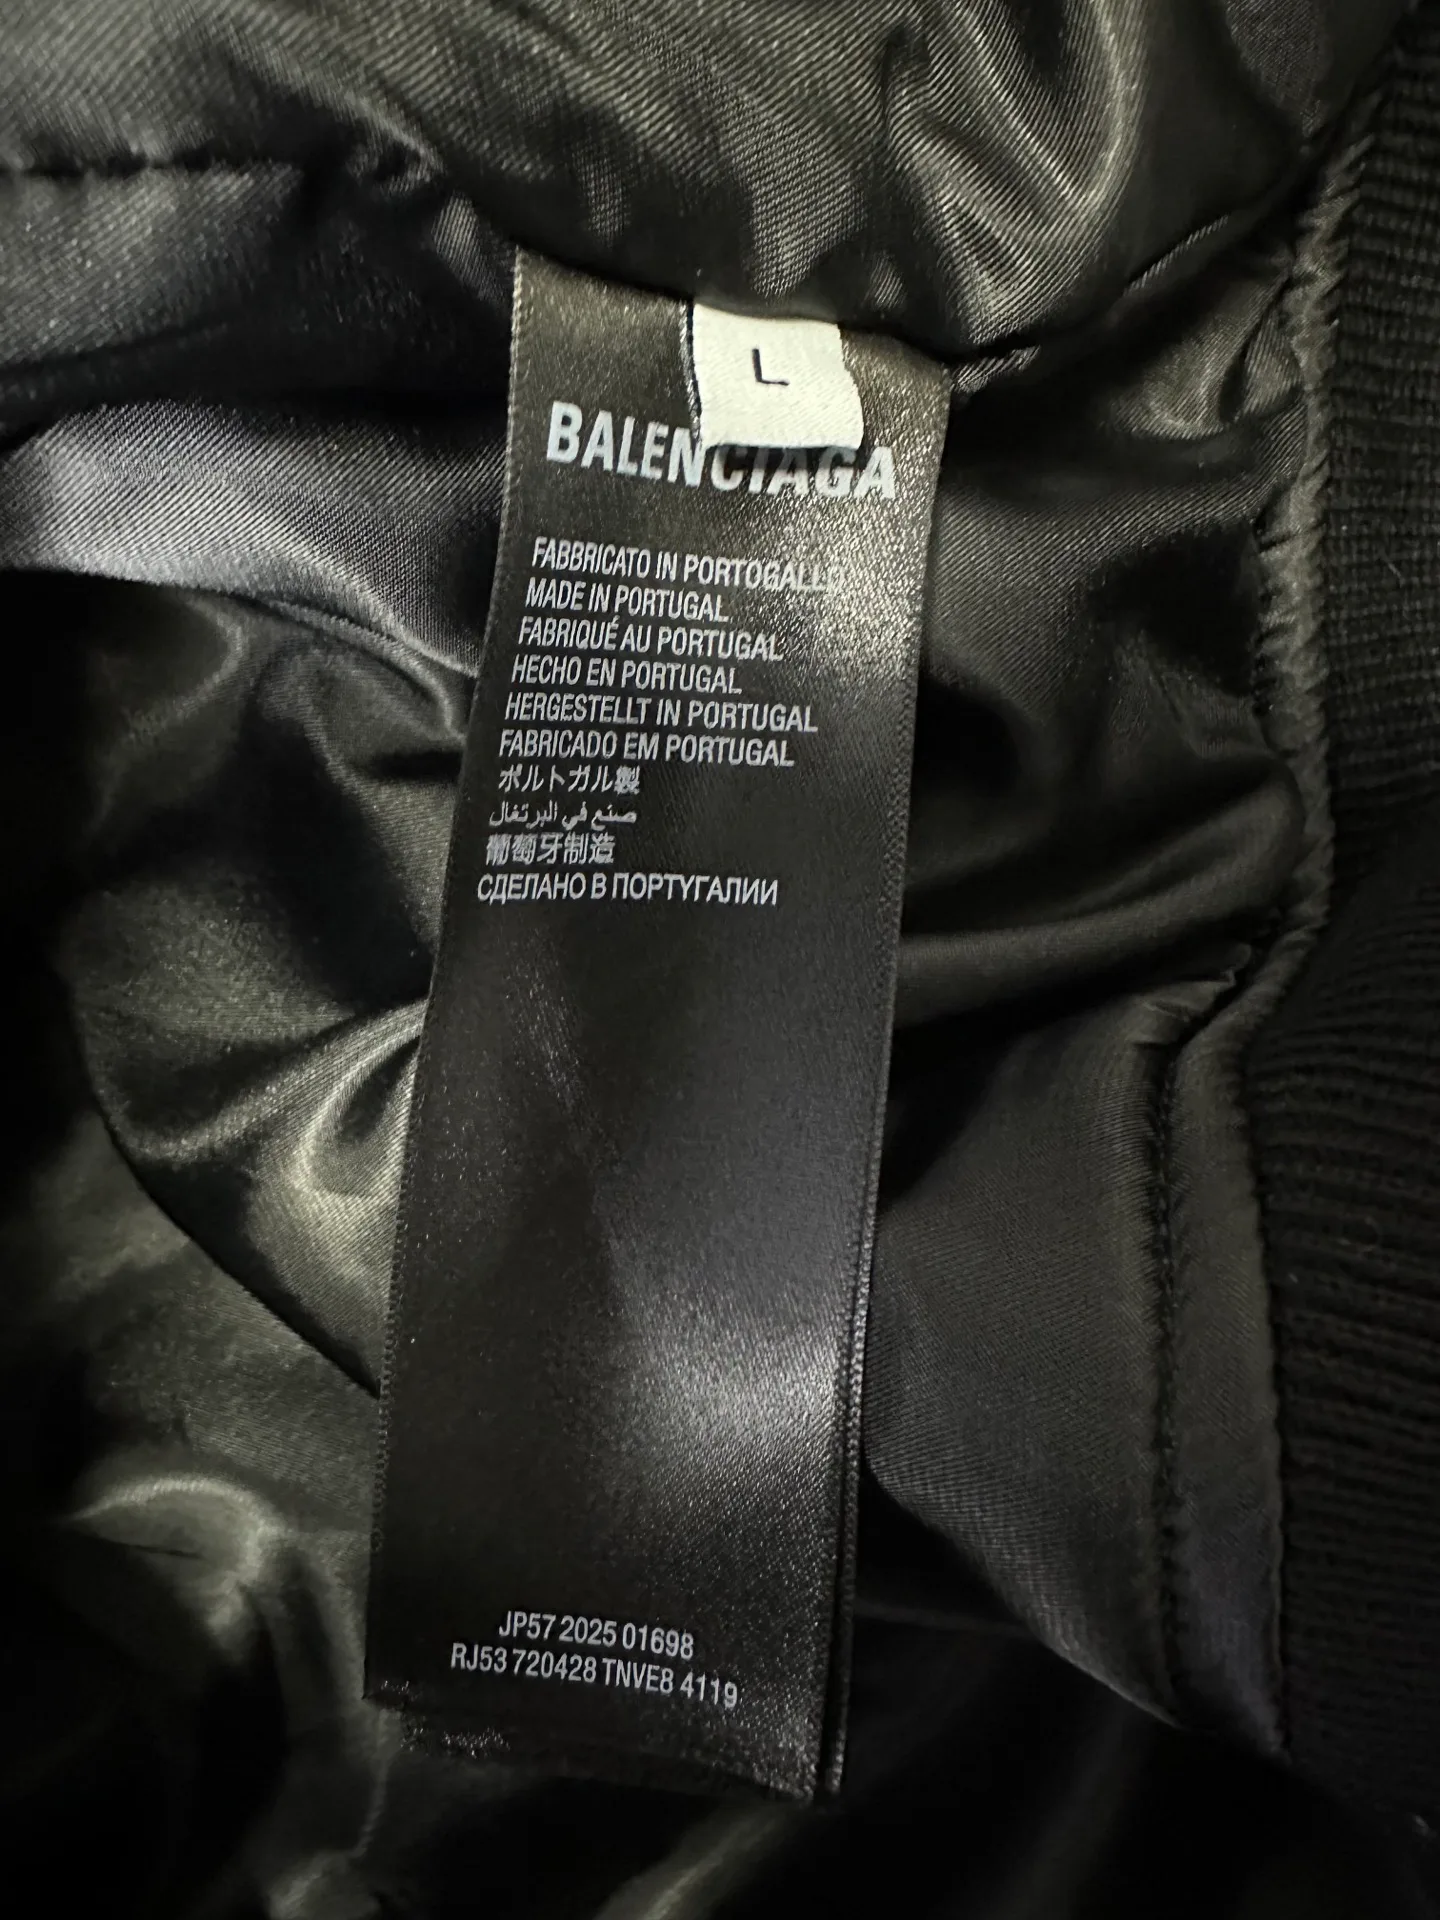 L
BALENCIAGA
FABBRICATO IN PORTOGALLO
MADE IN PORTUGAL
FABRIQUÉ AU PORTUGAL
HECHO EN PORTUGAL
HERGESTELLT IN PORTUGAL
FABRICADO EM PORTUGAL
ポルトガル製
صنع في البرتغال
葡萄牙制造
СДЕЛАНО В ПОРТУГАЛИИ
JP57 2025 01698
RJ53 720428 TNVE8 4119